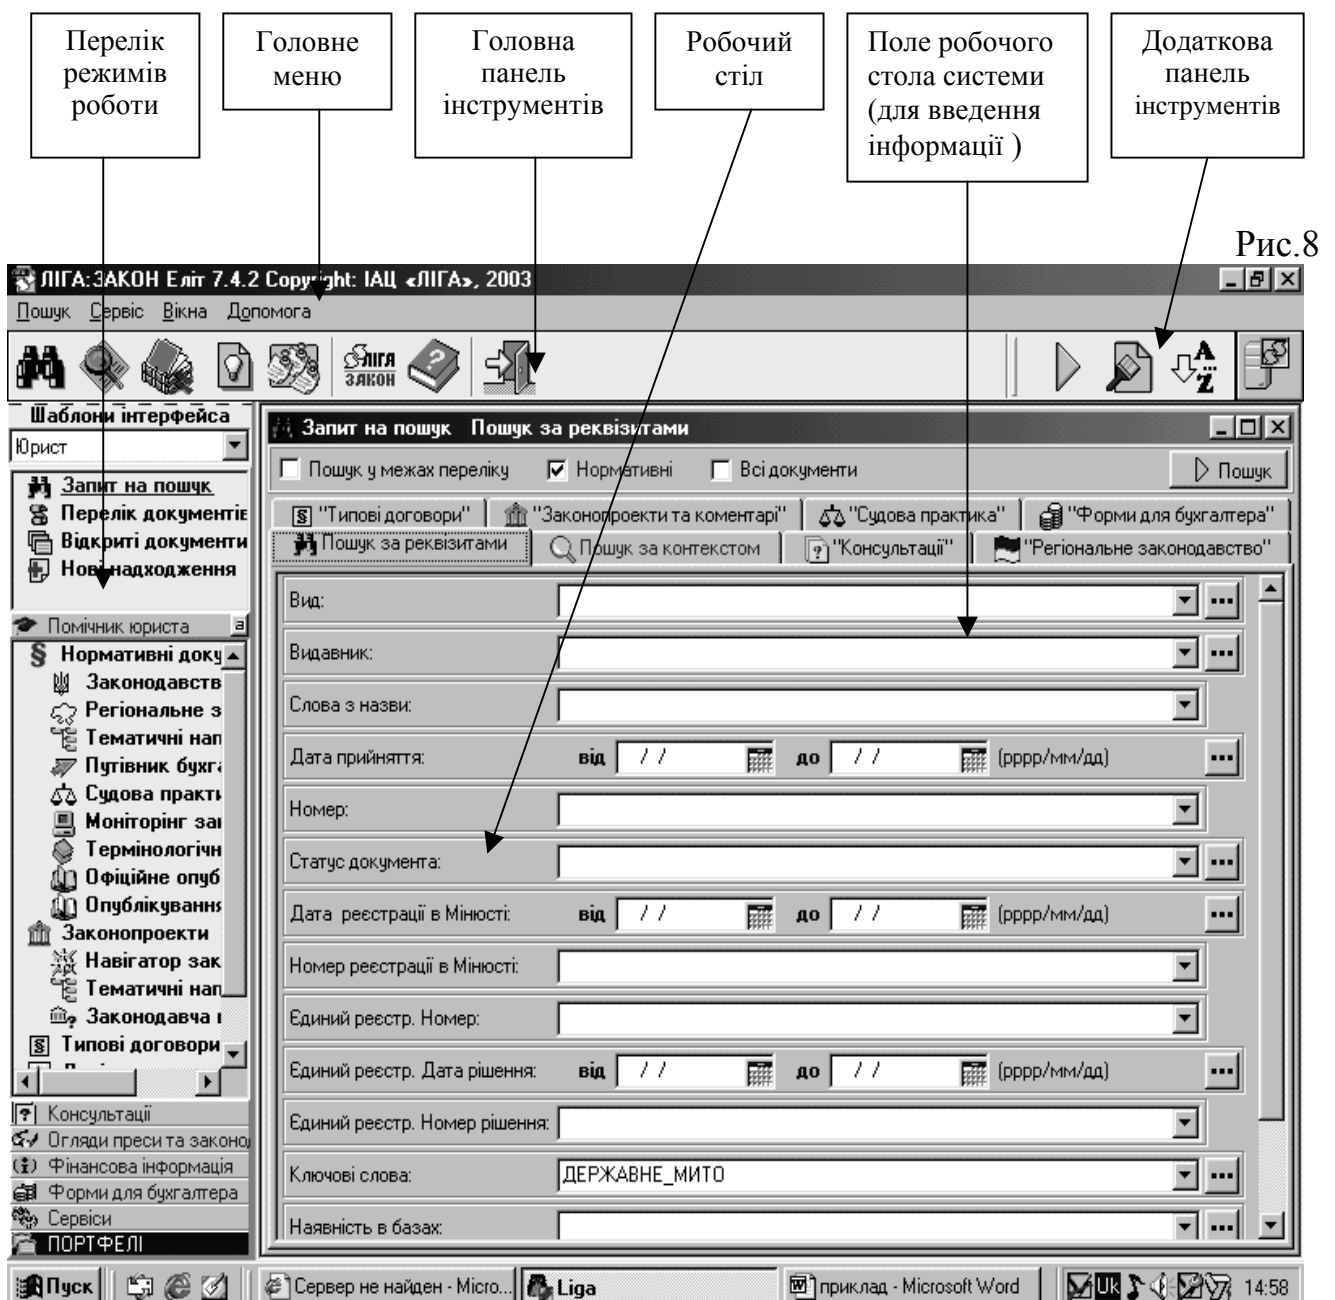 Перелік
режимів
роботи
Головне
меню
Головна
панель
інструментів
Робочий
стіл
Поле робочого
стола системи
(для введення
інформації )
Додаткова
панель
інструментів
Рис.8
ЛІГА:ЗАКОН Еліт 7.4.2 Copyright: ІАЦ «ЛІГА», 2003
Пошук Сервіс Вікна Допомога
ЛІГА
ЗАКОН
A
Z
Шаблони інтерфейса
Юрист
Запит на пошук
Перелік документів
Відкриті документи
Нові надходження
Помічник юриста
§ Нормативні доку
Законодавств
Регіональне з
Тематичні нап
Путівник бухг
Судова практи
Моніторінг за
Термінологічн
Офіційне опуб
Опублікування
Законопроекти
Навігатор зак
Тематичні нап
Законодавча
Типові договори
Консультації
Огляди преси та законо
Фінансова інформація
Форми для бухгалтера
Сервіси
ПОРТФЕЛІ
Запит на пошук Пошук за реквізитами
Пошук у межах переліку Нормативні Всі документи Пошук
"Типові договори" "Законопроекти та коментарі" "Судова практика" "Форми для бухгалтера"
Пошук за реквізитами Пошук за контекстом "Консультації" "Регіональне законодавство"
Вид:
Видавник:
Слова з назви:
Дата прийняття: від / / до / / (рррр/мм/дд)
Номер:
Статус документа:
Дата реєстрації в Мінюсті: від / / до / / (рррр/мм/дд)
Номер реєстрації в Мінюсті:
Єдиний реєстр. Номер:
Єдиний реєстр. Дата рішення: від / / до / / (рррр/мм/дд)
Єдиний реєстр. Номер рішення:
Ключові слова: ДЕРЖАВНЕ_МИТО
Наявність в базах:
Пуск Сервер не найден - Micro... Liga приклад - Microsoft Word Uk 14:58